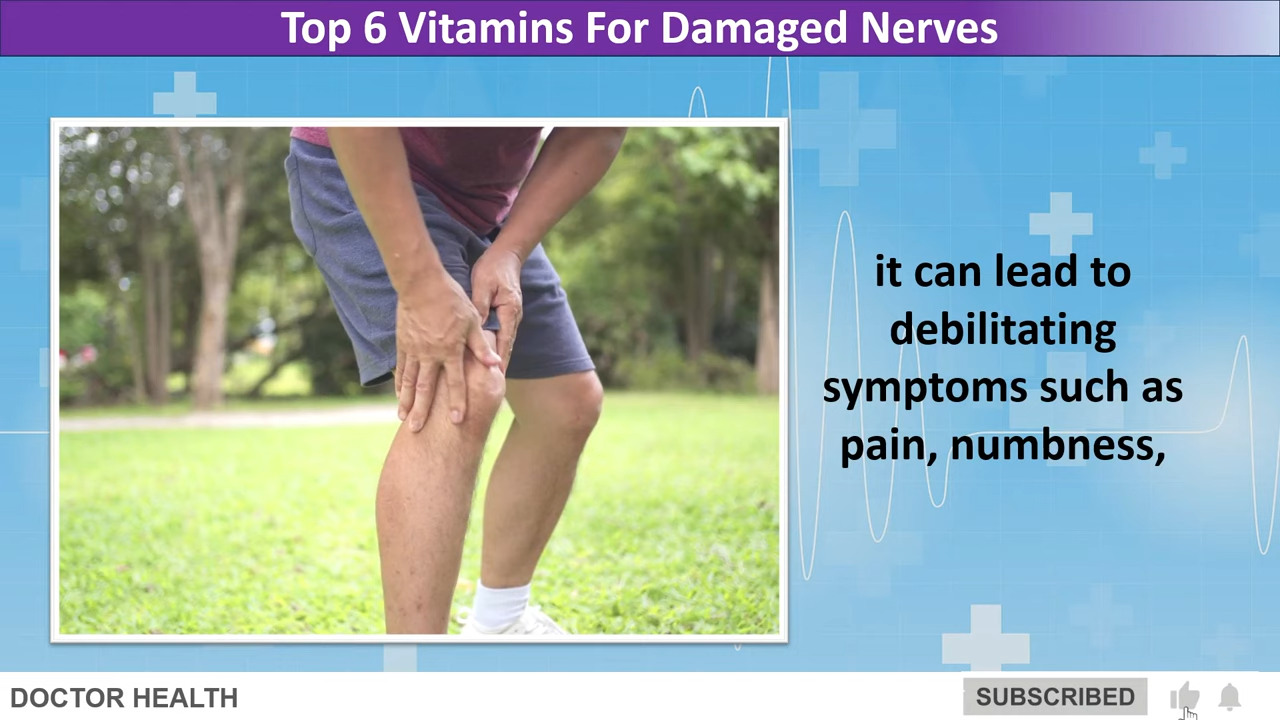 Top 6 Vitamins For Damaged Nerves
it can lead to
debilitating
symptoms such as
pain, numbness,
DOCTOR HEALTH
SUBSCRIBED